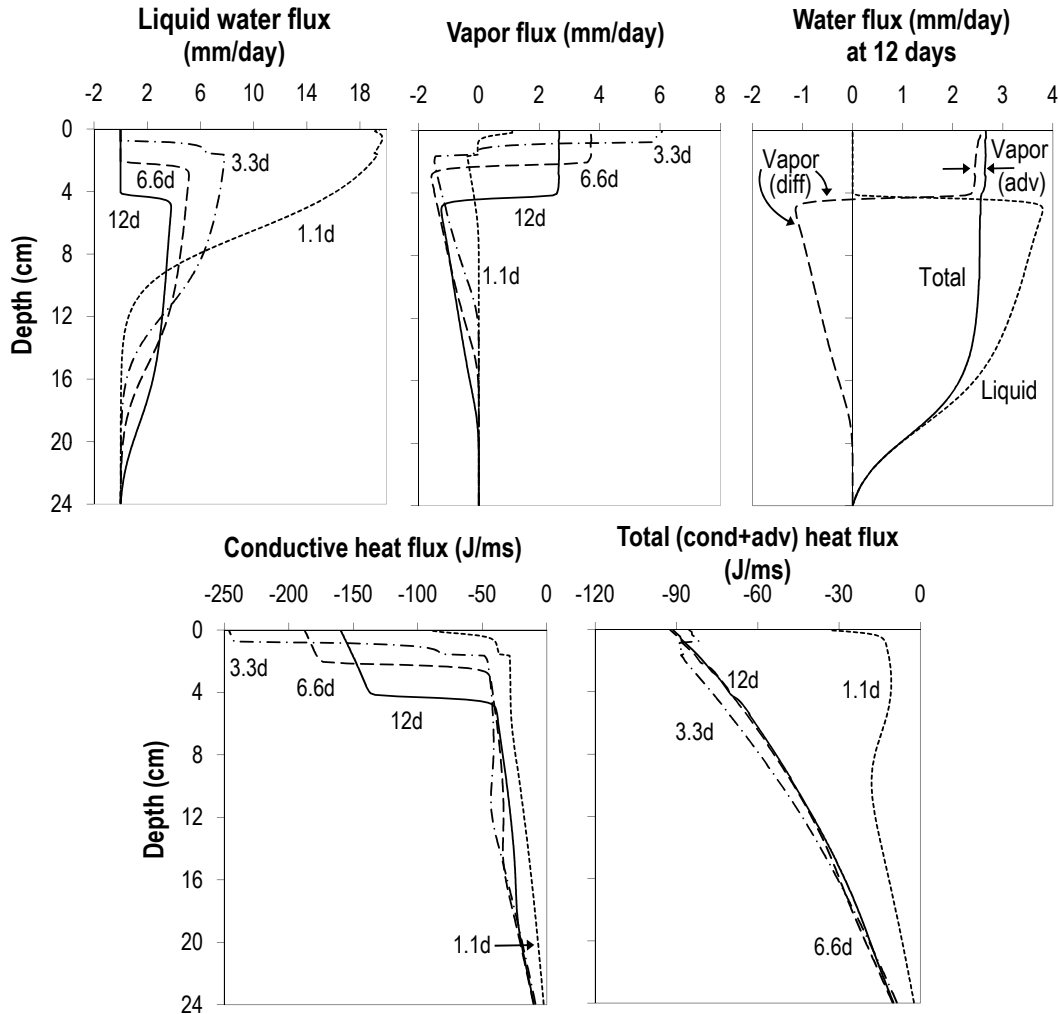 Liquid water flux
(mm/day)
-2 2 6 10 14 18
0
4
8
12
16
20
24
Depth (cm)
3.3d
6.6d
12d
1.1d
Vapor flux (mm/day)
-2 0 2 4 6 8
3.3d
6.6d
12d
1.1d
Water flux (mm/day)
at 12 days
-2 -1 0 1 2 3 4
Vapor
(diff)
Vapor
(adv)
Total
Liquid
Conductive heat flux (J/ms)
-250 -200 -150 -100 -50 0
0
4
8
12
16
20
24
Depth (cm)
3.3d
6.6d
12d
1.1d
Total (cond+adv) heat flux
(J/ms)
-120 -90 -60 -30 0
12d
1.1d
3.3d
6.6d